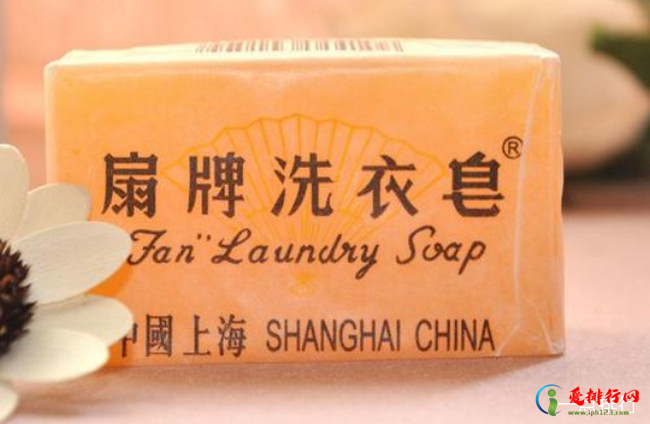 扇牌洗衣皂®
Fan" Laundry Soap
中國上海 SHANGHAI CHINA
爱排行网
www.iph123.com